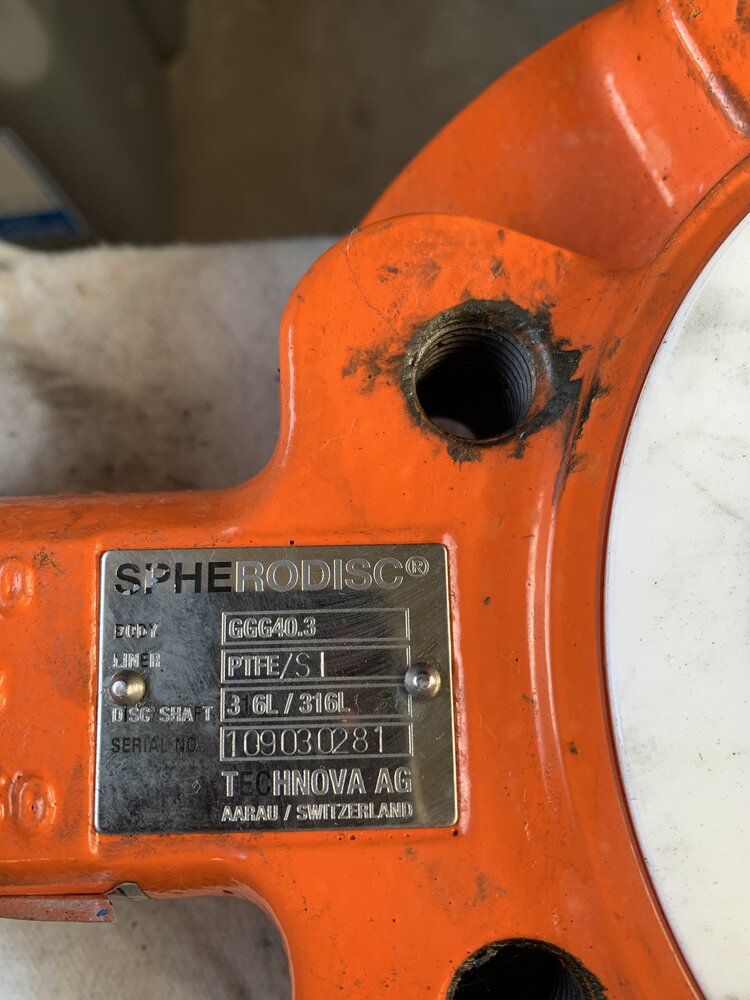 SPHERODISC®
BODY GGG40.3
LINER PTFE/SI
DISC SHAFT 316L / 316L
SERIAL NO. 109030281
TECHNOVA AG
AARAU / SWITZERLAND